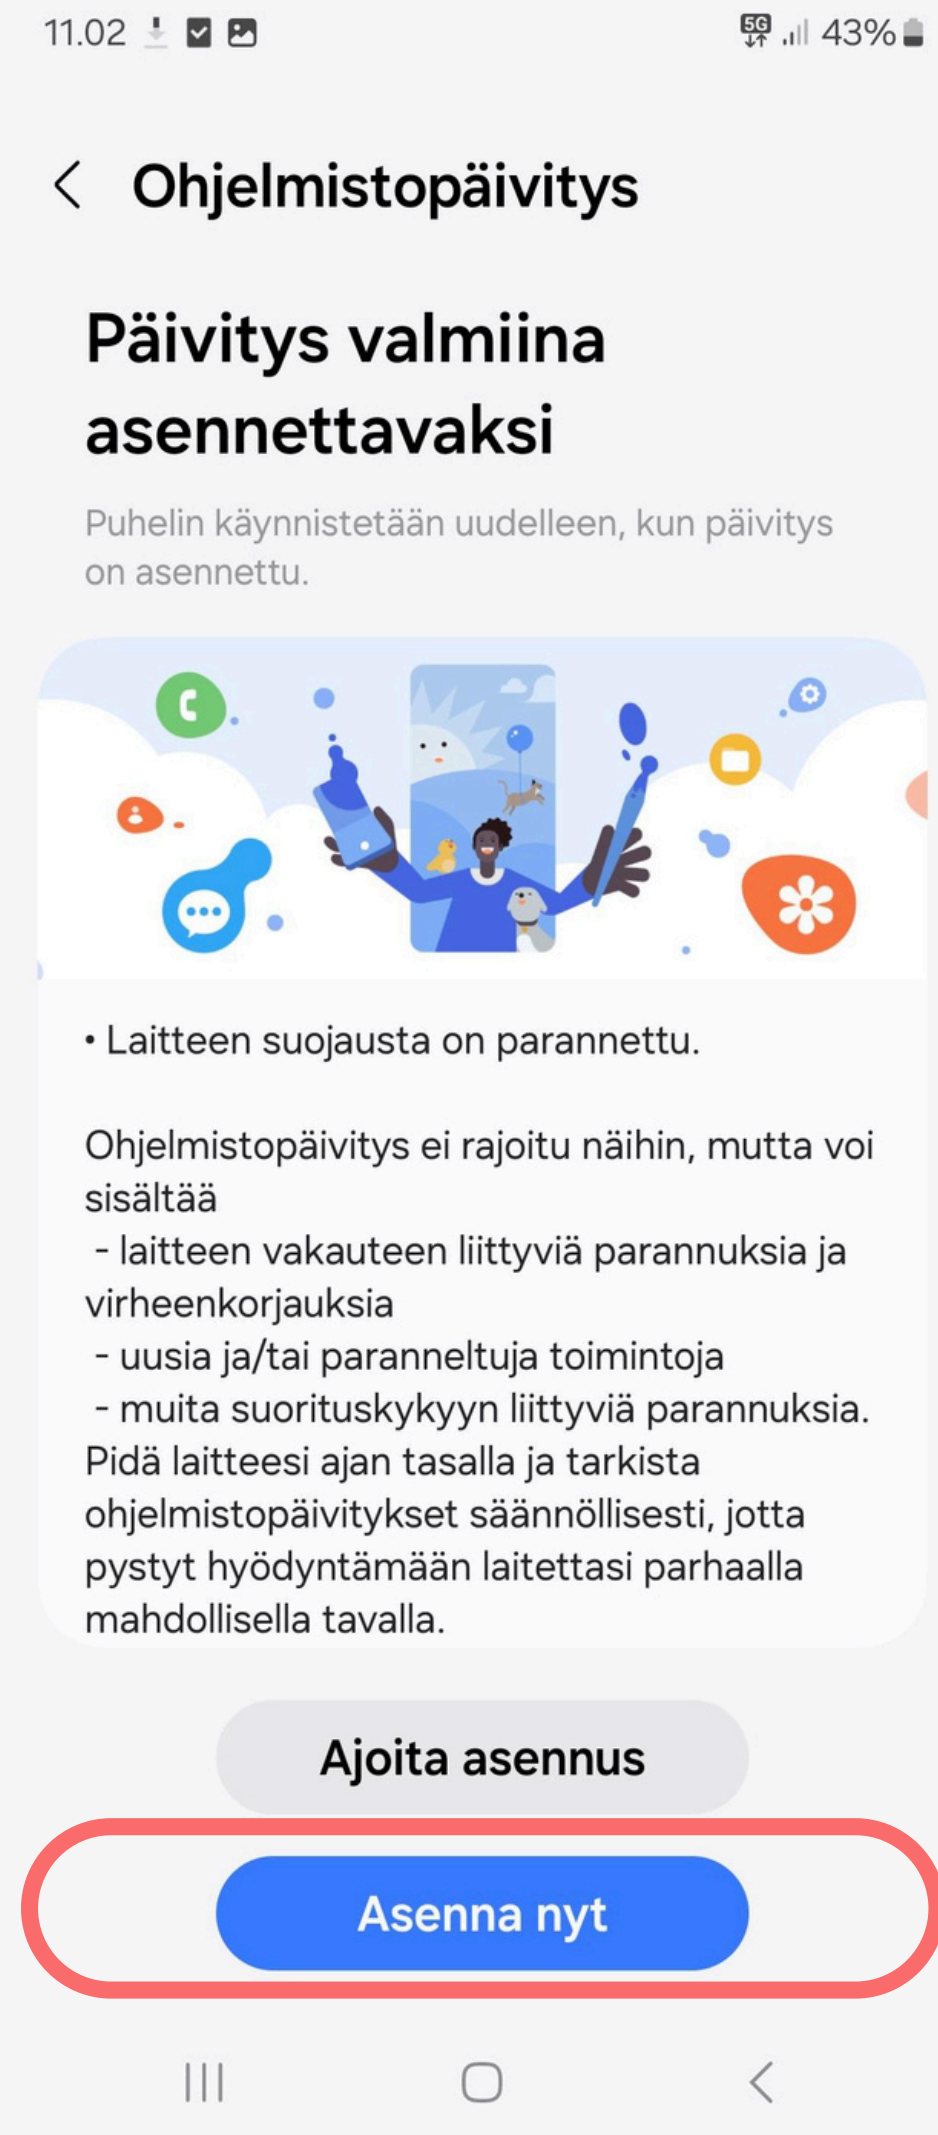 11.02 5G 43%
Ohjelmistopäivitys
Päivitys valmiina
asennettavaksi
Puhelin käynnistetään uudelleen, kun päivitys
on asennettu.
• Laitteen suojausta on parannettu.
Ohjelmistopäivitys ei rajoitu näihin, mutta voi
sisältää
- laitteen vakauteen liittyviä parannuksia ja
virheenkorjauksia
- uusia ja/tai paranneltuja toimintoja
- muita suorituskykyyn liittyviä parannuksia.
Pidä laitteesi ajan tasalla ja tarkista
ohjelmistopäivitykset säännöllisesti, jotta
pystyt hyödyntämään laitettasi parhaalla
mahdollisella tavalla.
Ajoita asennus
Asenna nyt